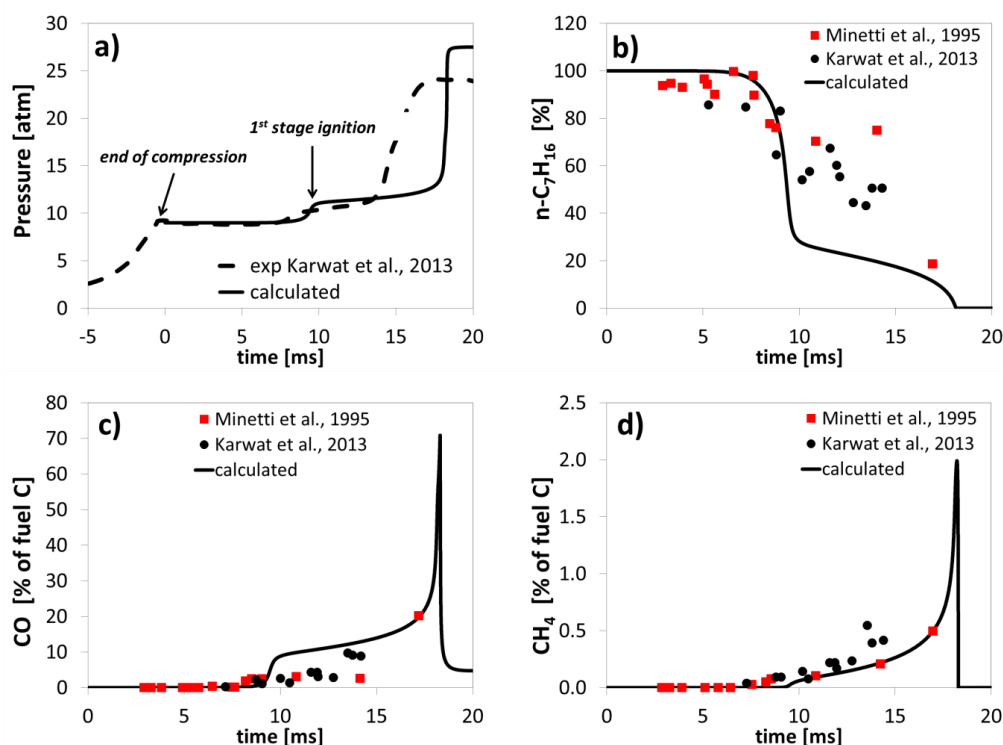 a)
30
25
20
15
10
5
0
Pressure [atm]
1st stage ignition
end of compression
exp Karwat et al., 2013
calculated
-5 0 5 10 15 20
time [ms]
b)
120
100
80
60
40
20
0
n-C7H16 [%]
Minetti et al., 1995
Karwat et al., 2013
calculated
0 5 10 15 20
time [ms]
c)
80
70
60
50
40
30
20
10
0
CO [% of fuel C]
Minetti et al., 1995
Karwat et al., 2013
calculated
0 5 10 15 20
time [ms]
d)
2.5
2.0
1.5
1.0
0.5
0.0
CH4 [% of fuel C]
Minetti et al., 1995
Karwat et al., 2013
calculated
0 5 10 15 20
time [ms]